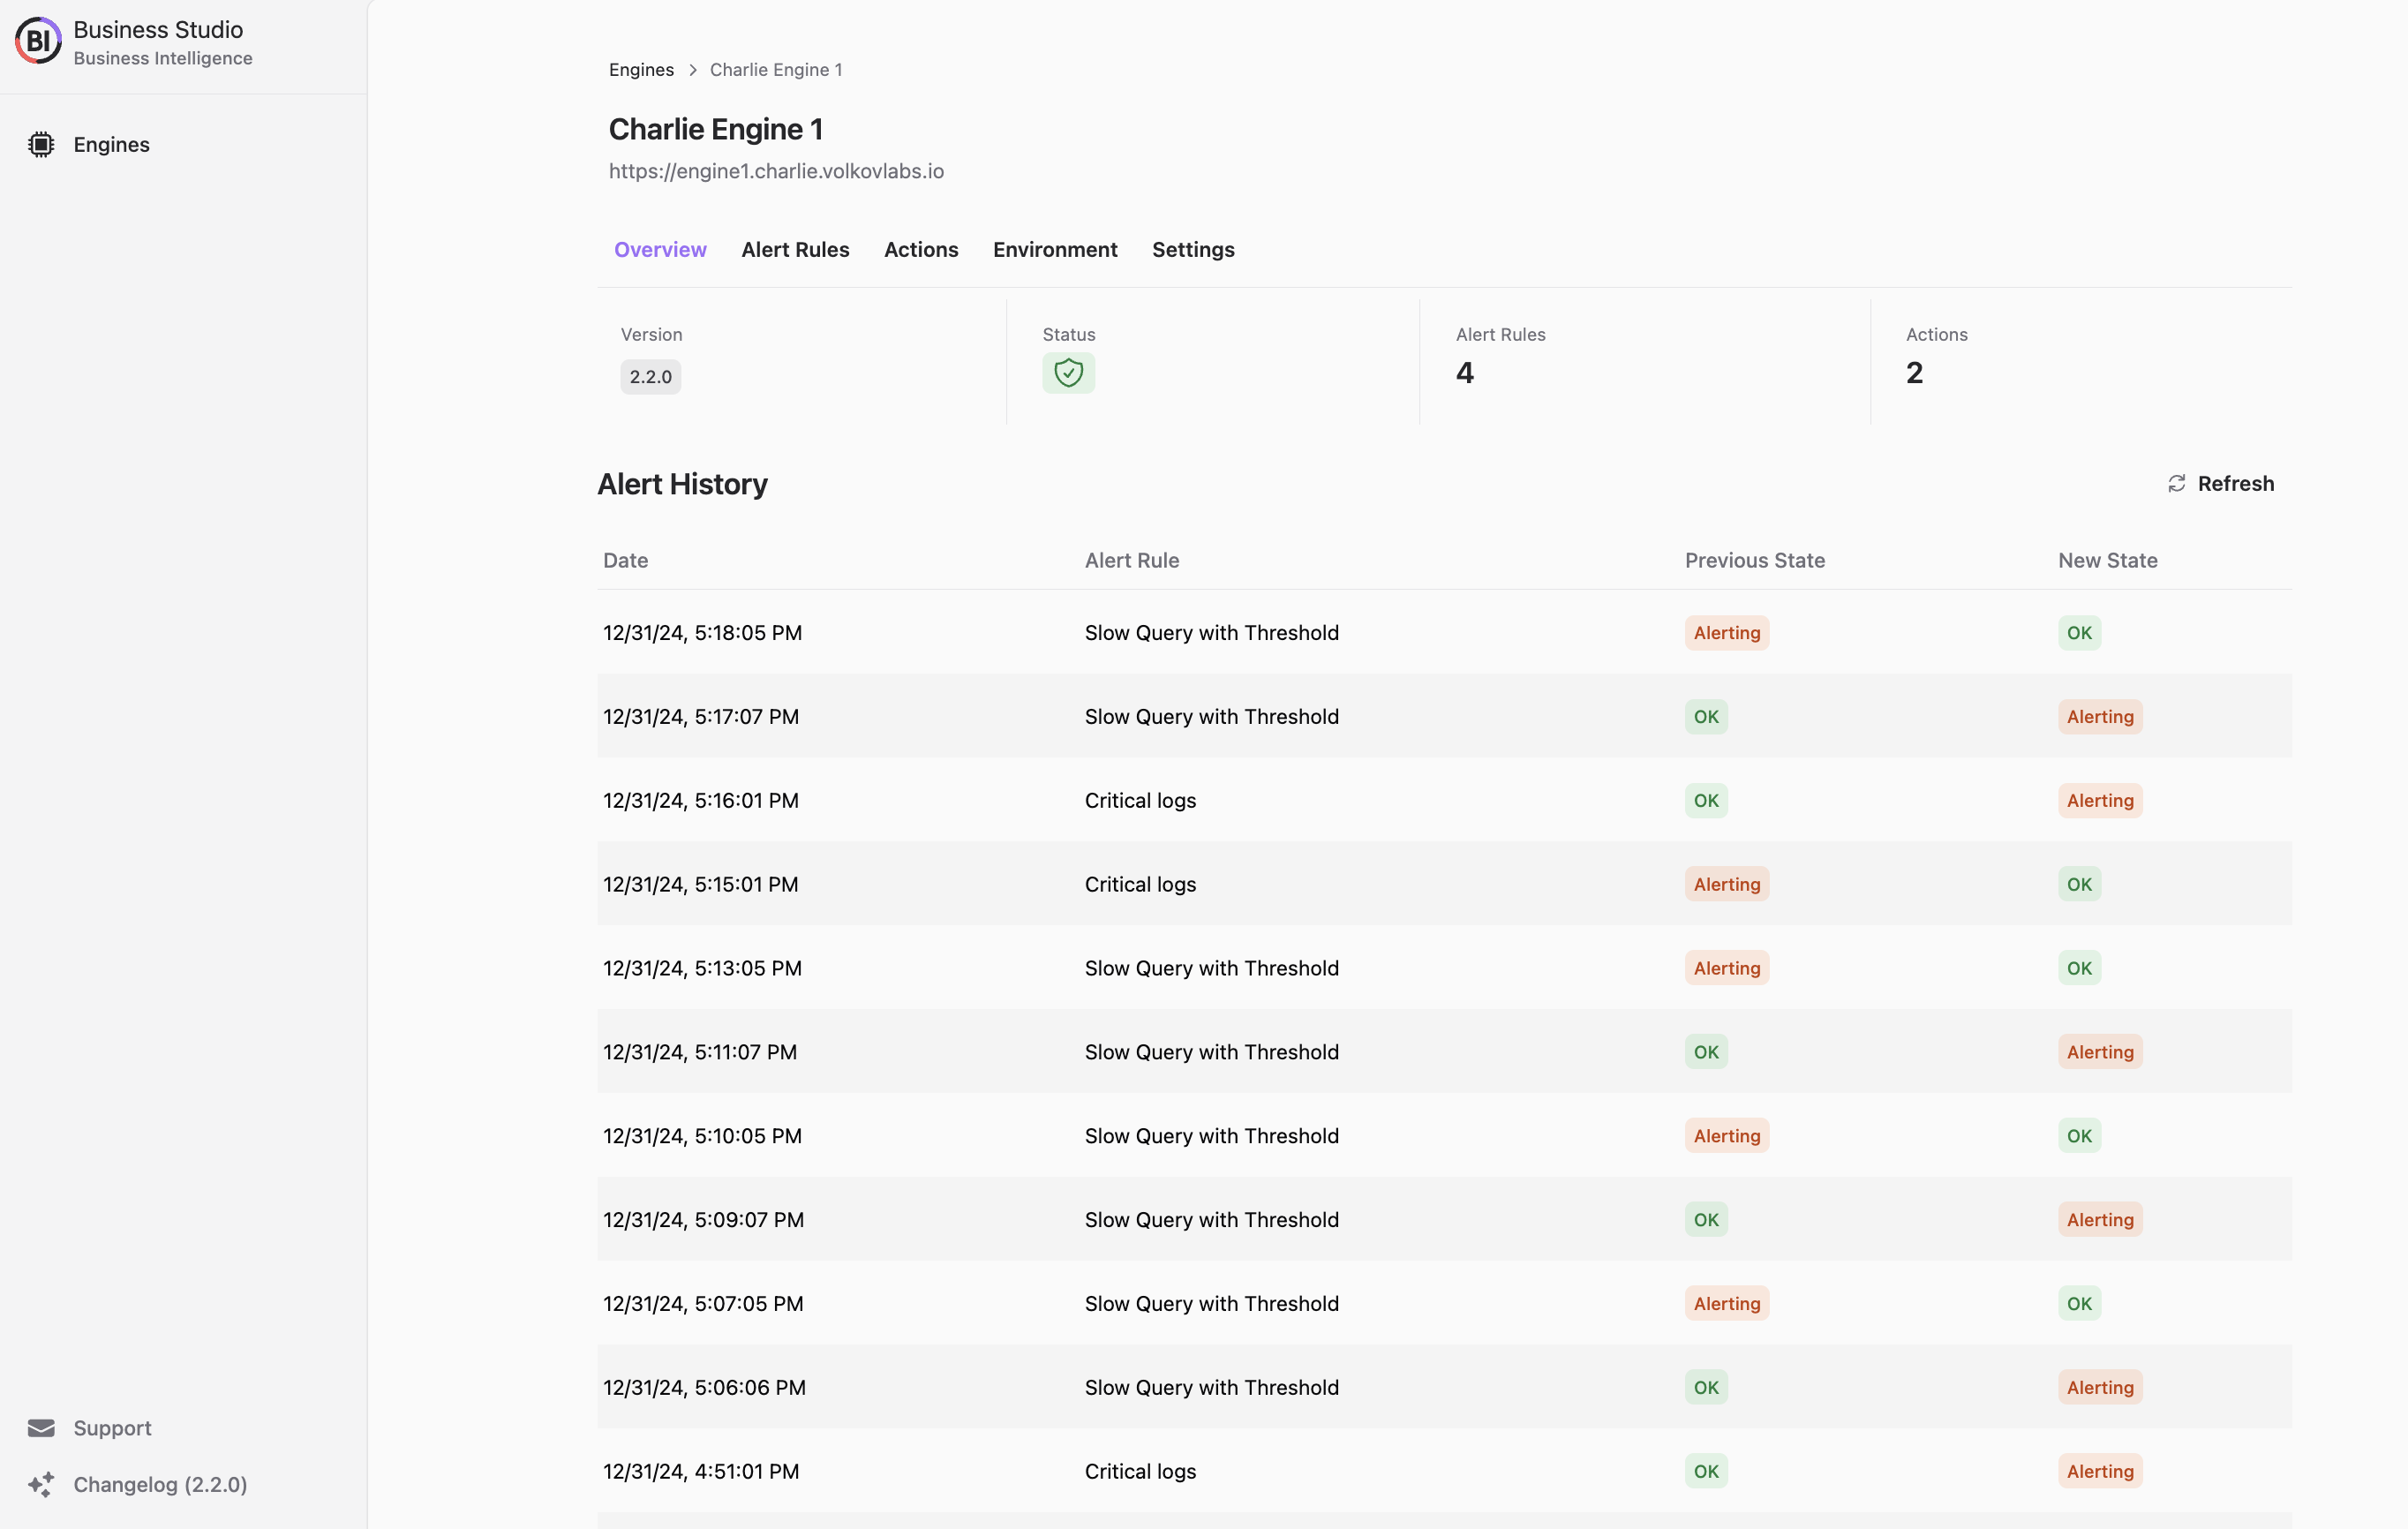 BI
Business Studio
Business Intelligence
Engines
Support
Changelog (2.2.0)
Engines > Charlie Engine 1
Charlie Engine 1
https://engine1.charlie.volkovlabs.io
Overview Alert Rules Actions Environment Settings
Version Status Alert Rules Actions
2.2.0 4 2
Alert History Refresh
Date Alert Rule Previous State New State
12/31/24, 5:18:05 PM Slow Query with Threshold Alerting OK
12/31/24, 5:17:07 PM Slow Query with Threshold OK Alerting
12/31/24, 5:16:01 PM Critical logs OK Alerting
12/31/24, 5:15:01 PM Critical logs Alerting OK
12/31/24, 5:13:05 PM Slow Query with Threshold Alerting OK
12/31/24, 5:11:07 PM Slow Query with Threshold OK Alerting
12/31/24, 5:10:05 PM Slow Query with Threshold Alerting OK
12/31/24, 5:09:07 PM Slow Query with Threshold OK Alerting
12/31/24, 5:07:05 PM Slow Query with Threshold Alerting OK
12/31/24, 5:06:06 PM Slow Query with Threshold OK Alerting
12/31/24, 4:51:01 PM Critical logs OK Alerting